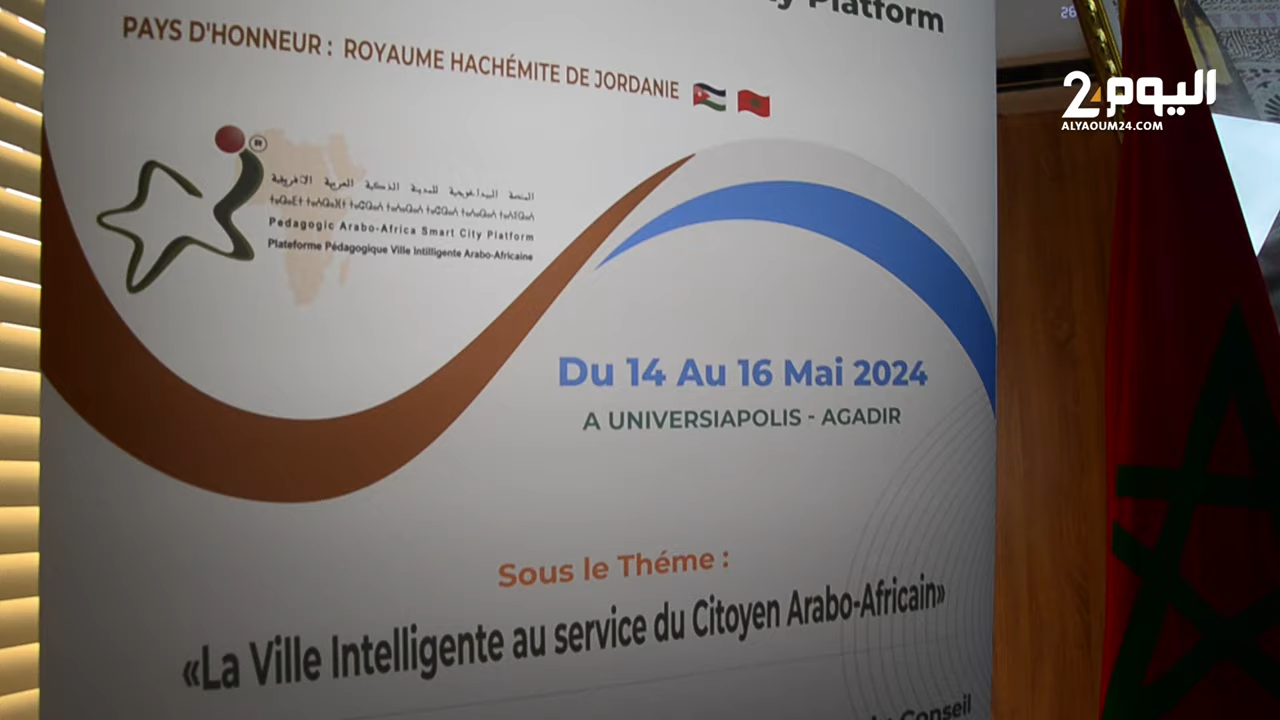 Platform
PAYS D'HONNEUR : ROYAUME HACHÉMITE DE JORDANIE
اليوم 24
ALYAOUM24.COM
®
المنصة البيداغوجية للمدينة الذكية العربية الافريقية
Pedagogic Arabo-Africa Smart City Platform
Plateforme Pédagogique Ville Intilligente Arabo-Africaine
Du 14 Au 16 Mai 2024
A UNIVERSIAPOLIS - AGADIR
Sous le Théme :
«La Ville Intelligente au service du Citoyen Arabo-Africain»
Conseil